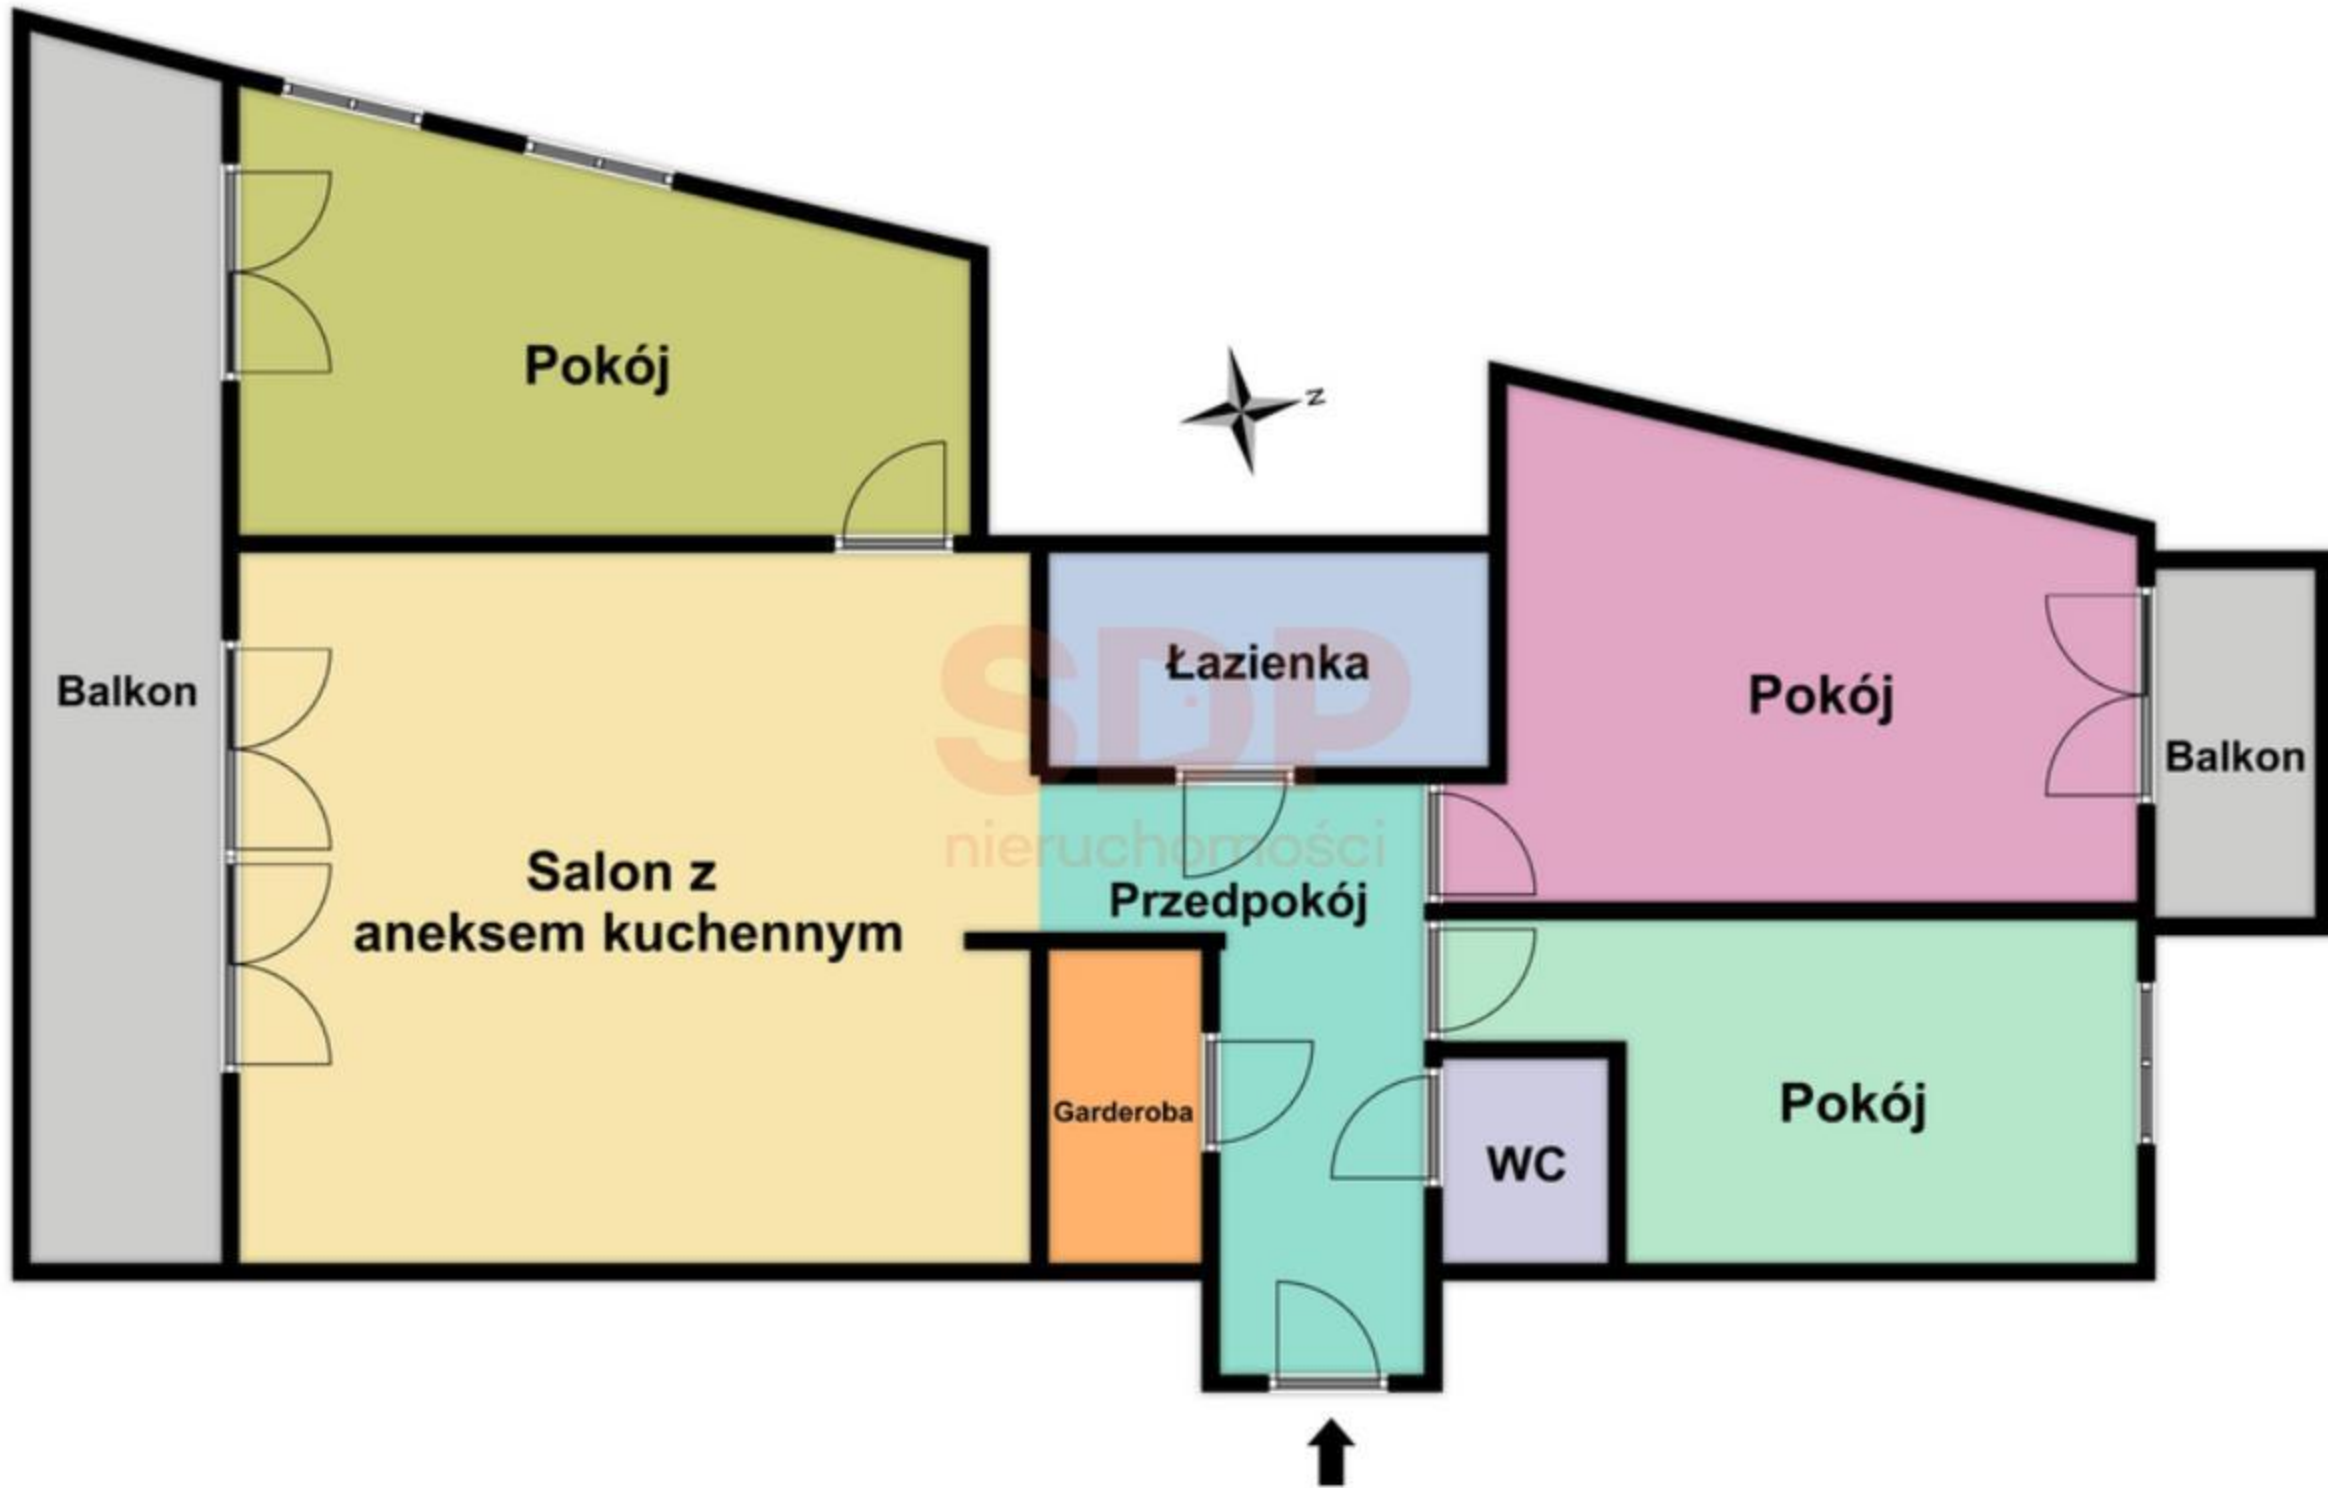 Pokój
N
Balkon
Łazienka
Pokój
Balkon
SDP
nieruchomości
Salon z
aneksem kuchennym
Przedpokój
Garderoba
WC
Pokój